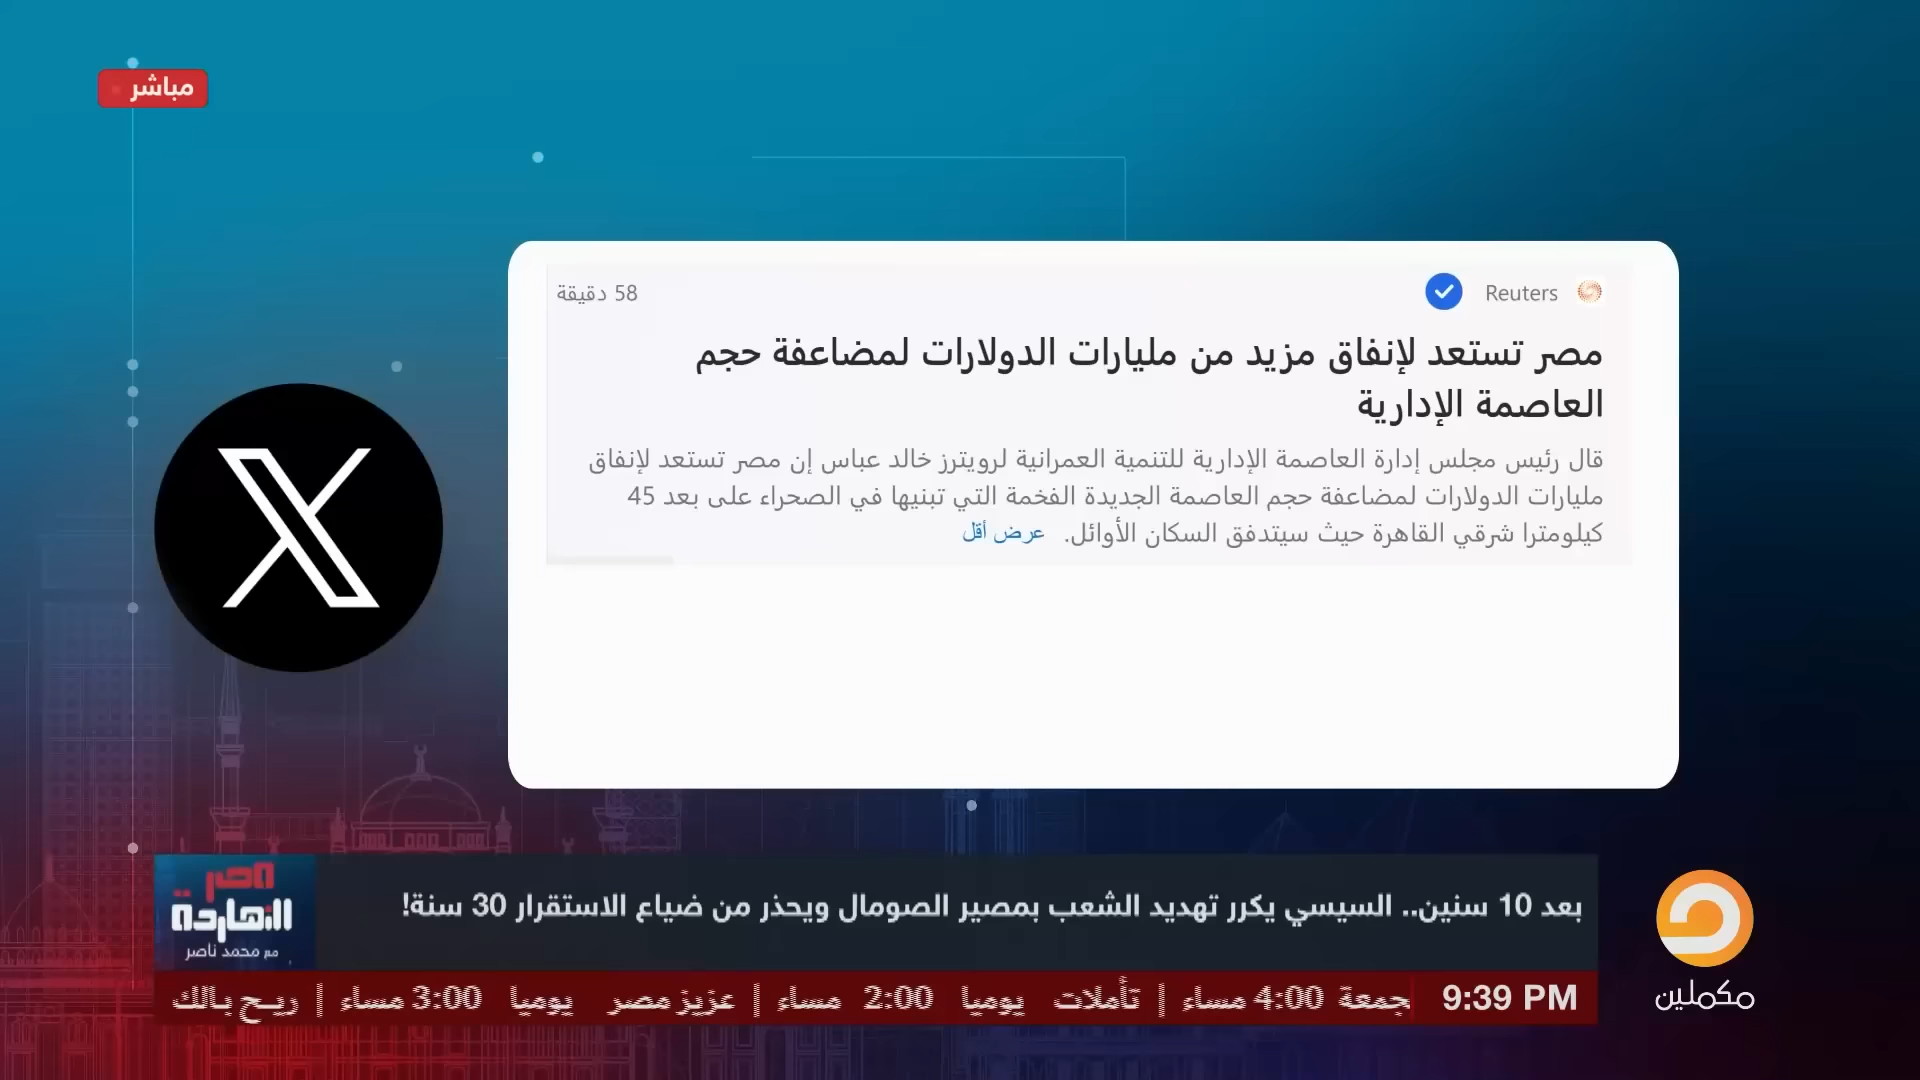 مباشر
Reuters
58 دقيقة
مصر تستعد لإنفاق مزيد من مليارات الدولارات لمضاعفة حجم
العاصمة الإدارية
قال رئيس مجلس إدارة العاصمة الإدارية للتنمية العمرانية لرويترز خالد عباس إن مصر تستعد لإنفاق
مليارات الدولارات لمضاعفة حجم العاصمة الجديدة الفخمة التي تبنيها في الصحراء على بعد 45
كيلومترا شرقي القاهرة حيث سيتدفق السكان الأوائل. عرض أقل
بعد 10 سنين.. السيسي يكرر تهديد الشعب بمصير الصومال ويحذر من ضياع الاستقرار 30 سنة!
مصر
النهاردة
مع محمد ناصر
9:39 PM
جمعة 4:00 مساء | تأملات يوميا 2:00 مساء | عزيز مصر يوميا 3:00 مساء | ريح بالك
مكملين